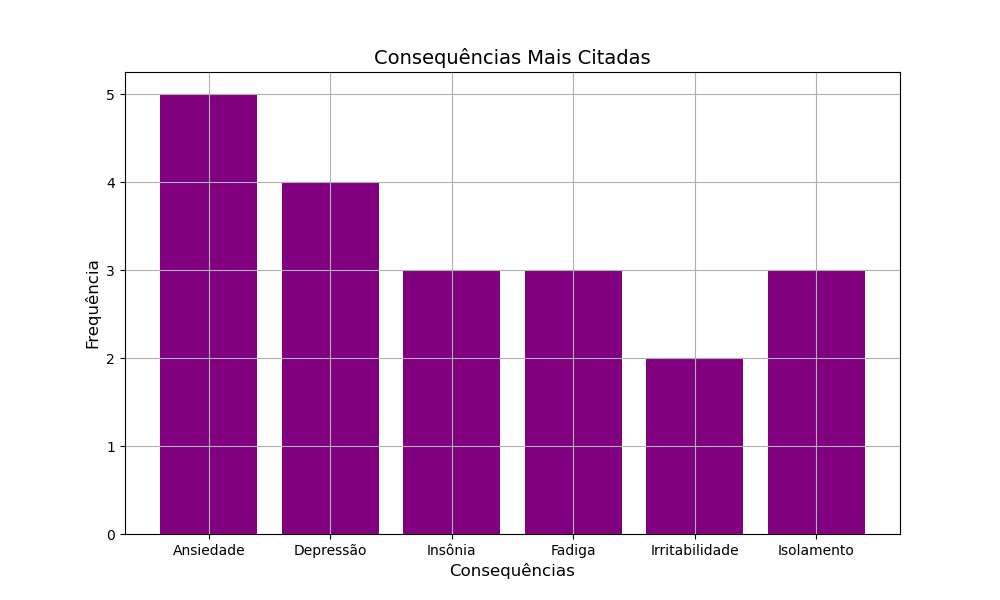 Consequências Mais Citadas
Frequência
5
4
3
2
1
0
Ansiedade Depressão Insônia Fadiga Irritabilidade Isolamento
Consequências